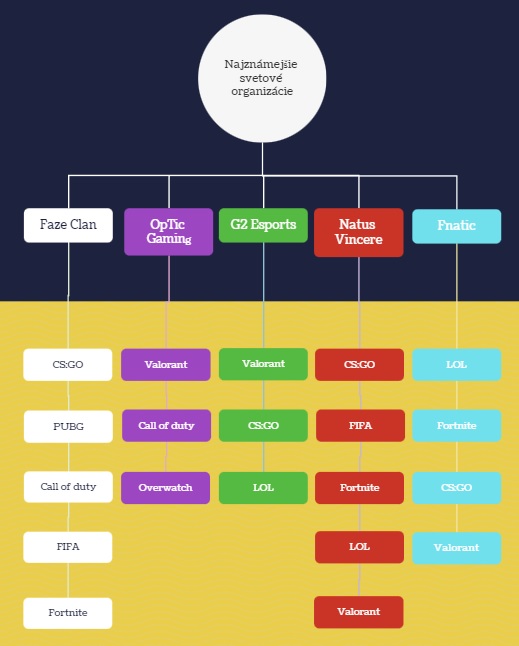 Najznámejšie
svetové
organizácie
Faze Clan
OpTic
Gaming
G2 Esports
Natus
Vincere
Fnatic
CS:GO
Valorant
Valorant
CS:GO
LOL
PUBG
Call of duty
CS:GO
FIFA
Fortnite
Call of duty
Overwatch
LOL
Fortnite
CS:GO
FIFA
LOL
Valorant
Fortnite
Valorant